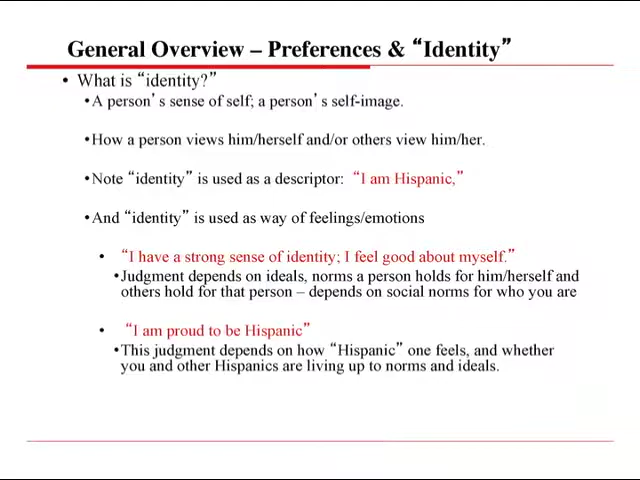 General Overview – Preferences & “Identity”
• What is “identity?”
•A person’s sense of self; a person’s self-image.
•How a person views him/herself and/or others view him/her.
•Note “identity” is used as a descriptor: “I am Hispanic,”
•And “identity” is used as way of feelings/emotions
• “I have a strong sense of identity; I feel good about myself.”
•Judgment depends on ideals, norms a person holds for him/herself and
others hold for that person – depends on social norms for who you are
• “I am proud to be Hispanic”
•This judgment depends on how “Hispanic” one feels, and whether
you and other Hispanics are living up to norms and ideals.